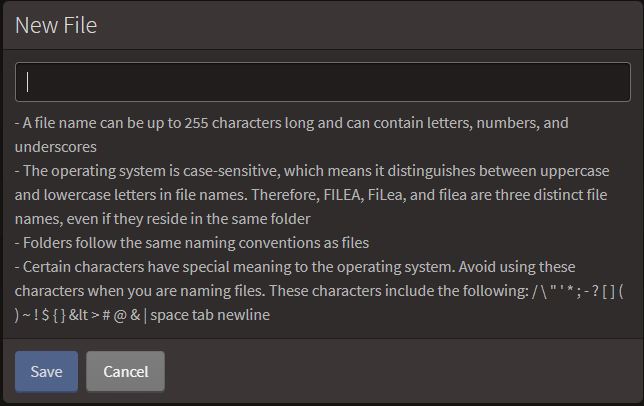 New File
- A file name can be up to 255 characters long and can contain letters, numbers, and
underscores
- The operating system is case-sensitive, which means it distinguishes between uppercase
and lowercase letters in file names. Therefore, FILEA, FiLea, and filea are three distinct file
names, even if they reside in the same folder
- Folders follow the same naming conventions as files
- Certain characters have special meaning to the operating system. Avoid using these
characters when you are naming files. These characters include the following: / \ " ' * ; - ? [ ] (
) ~ ! $ { } &lt > # @ & | space tab newline
Save Cancel